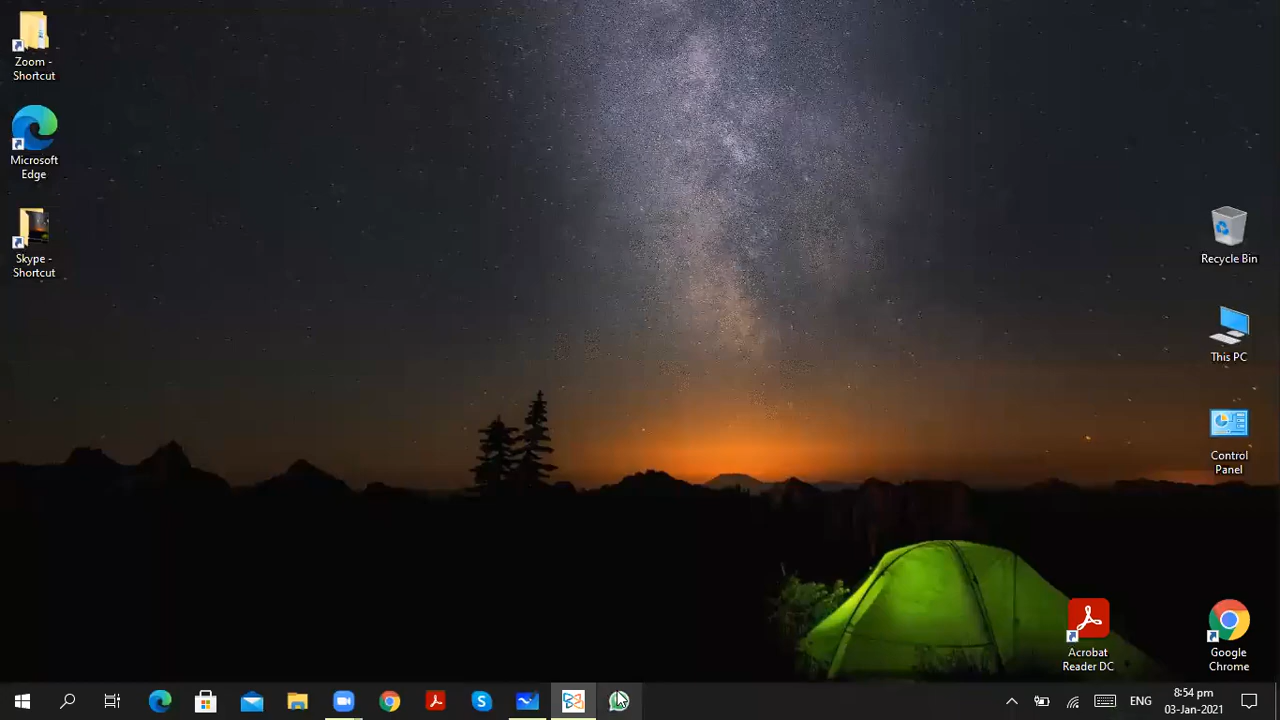 Zoom -
Shortcut
Microsoft
Edge
Skype -
Shortcut
Recycle Bin
This PC
Control
Panel
Acrobat
Reader DC
Google
Chrome
ENG
8:54 pm
03-Jan-2021